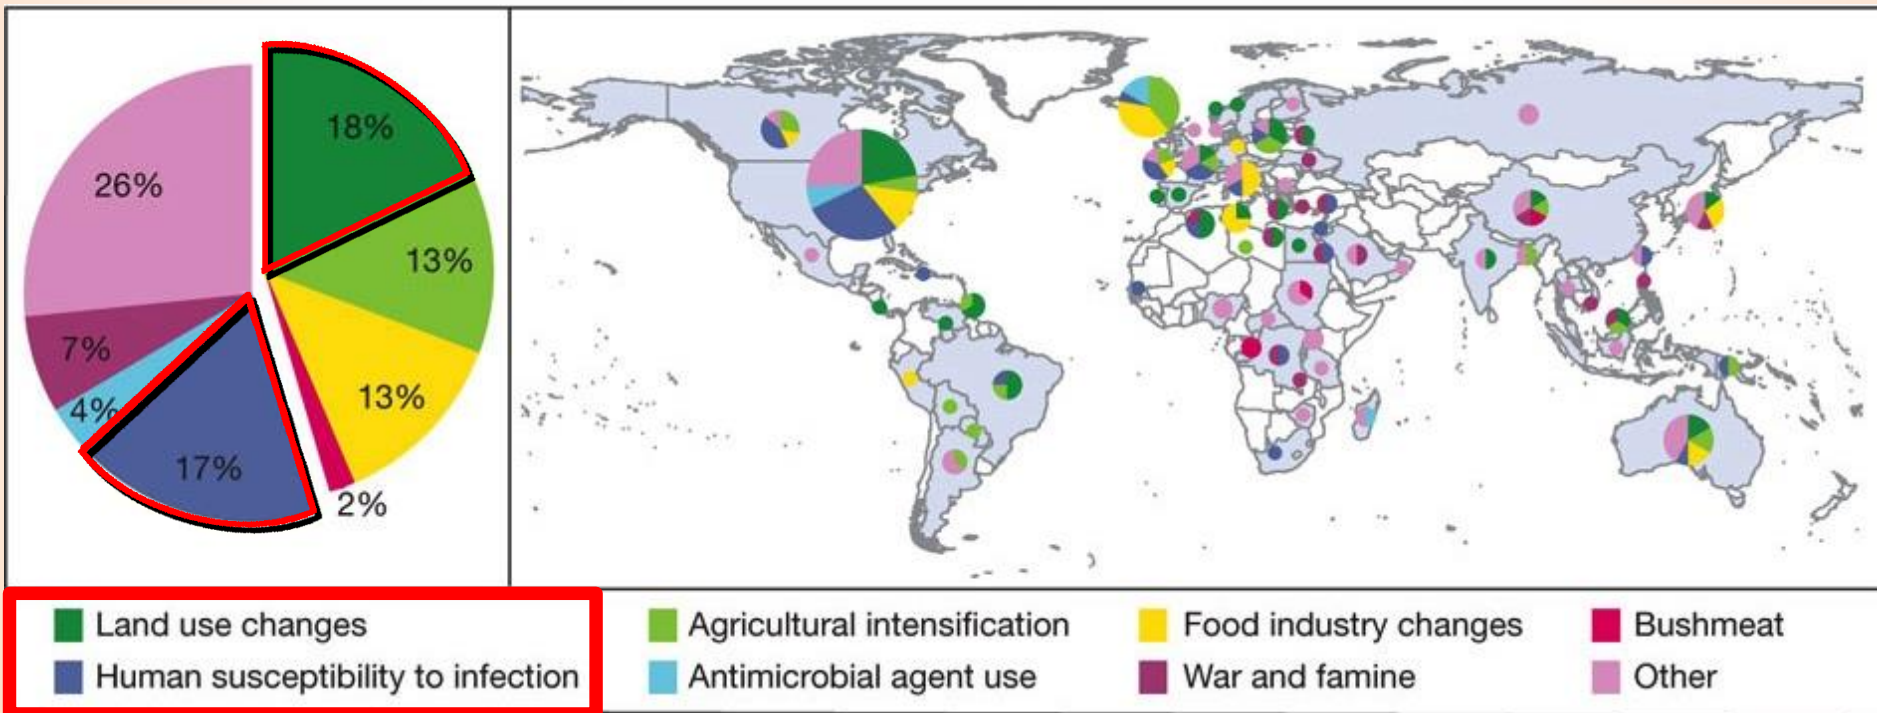 18%
26%
13%
7%
13%
4%
17%
2%
Land use changes
Agricultural intensification
Food industry changes
Bushmeat
Human susceptibility to infection
Antimicrobial agent use
War and famine
Other